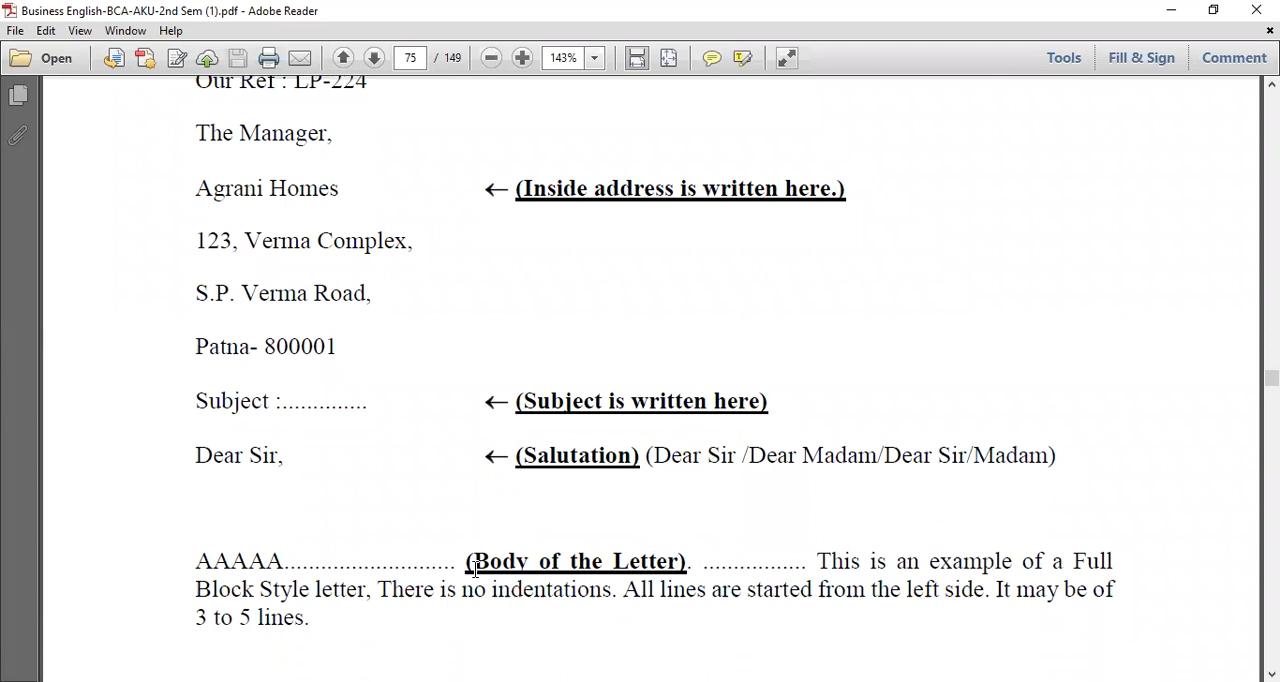 Business English-BCA-AKU-2nd Sem (1).pdf - Adobe Reader
File Edit View Window Help
Open 75 / 149 143% Tools Fill & Sign Comment
Our Ref : LP-224
The Manager,
Agrani Homes ← (Inside address is written here.)
123, Verma Complex,
S.P. Verma Road,
Patna- 800001
Subject :.............. ← (Subject is written here)
Dear Sir, ← (Salutation) (Dear Sir /Dear Madam/Dear Sir/Madam)
AAAAA........................... (Body of the Letter). ................. This is an example of a Full
Block Style letter, There is no indentations. All lines are started from the left side. It may be of
3 to 5 lines.